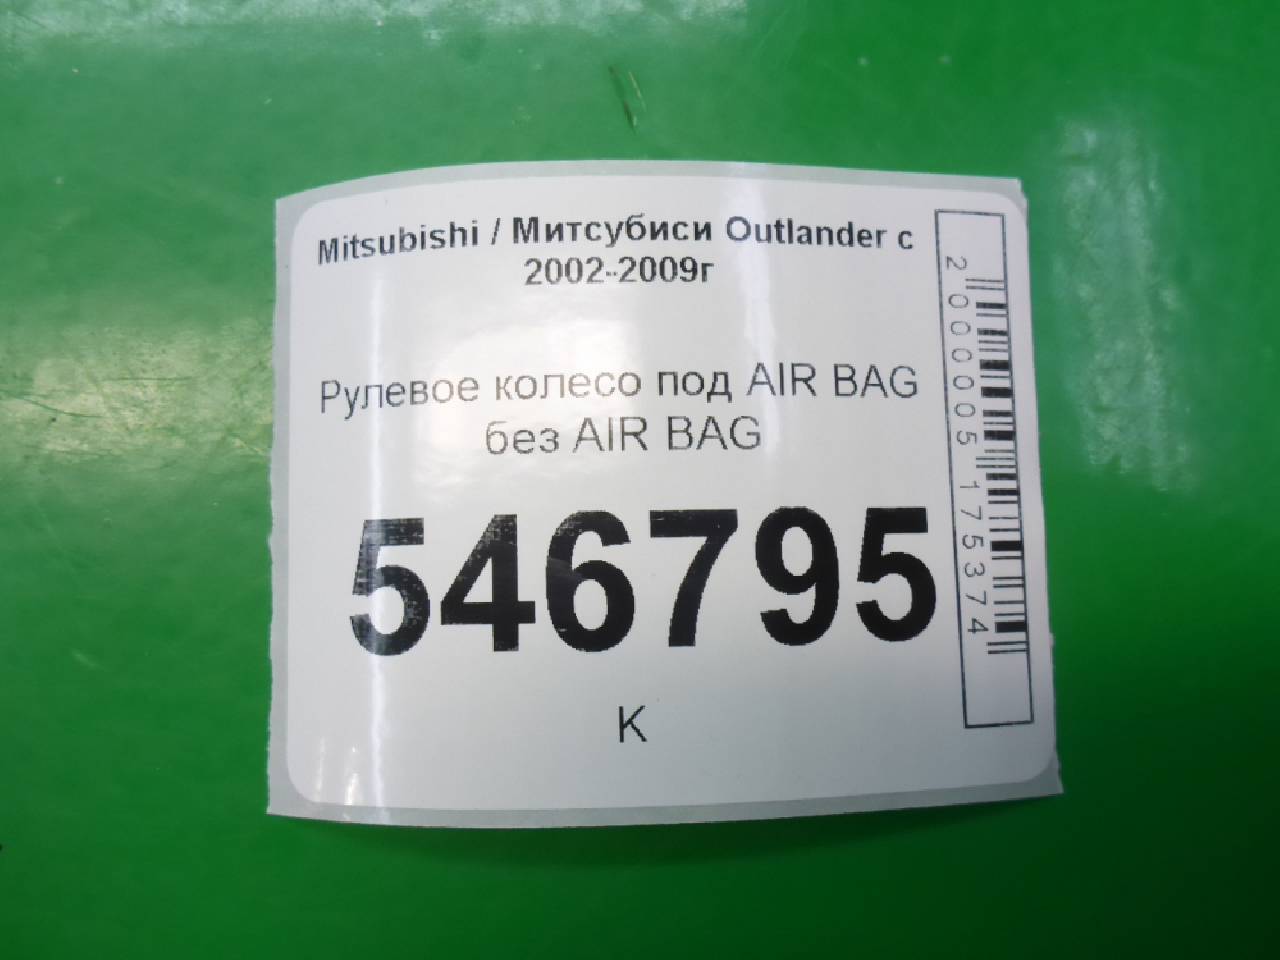 Mitsubishi / Митсубиси Outlander с
2002-2009г
Рулевое колесо под AIR BAG
без AIR BAG
546795
К
2000005175374